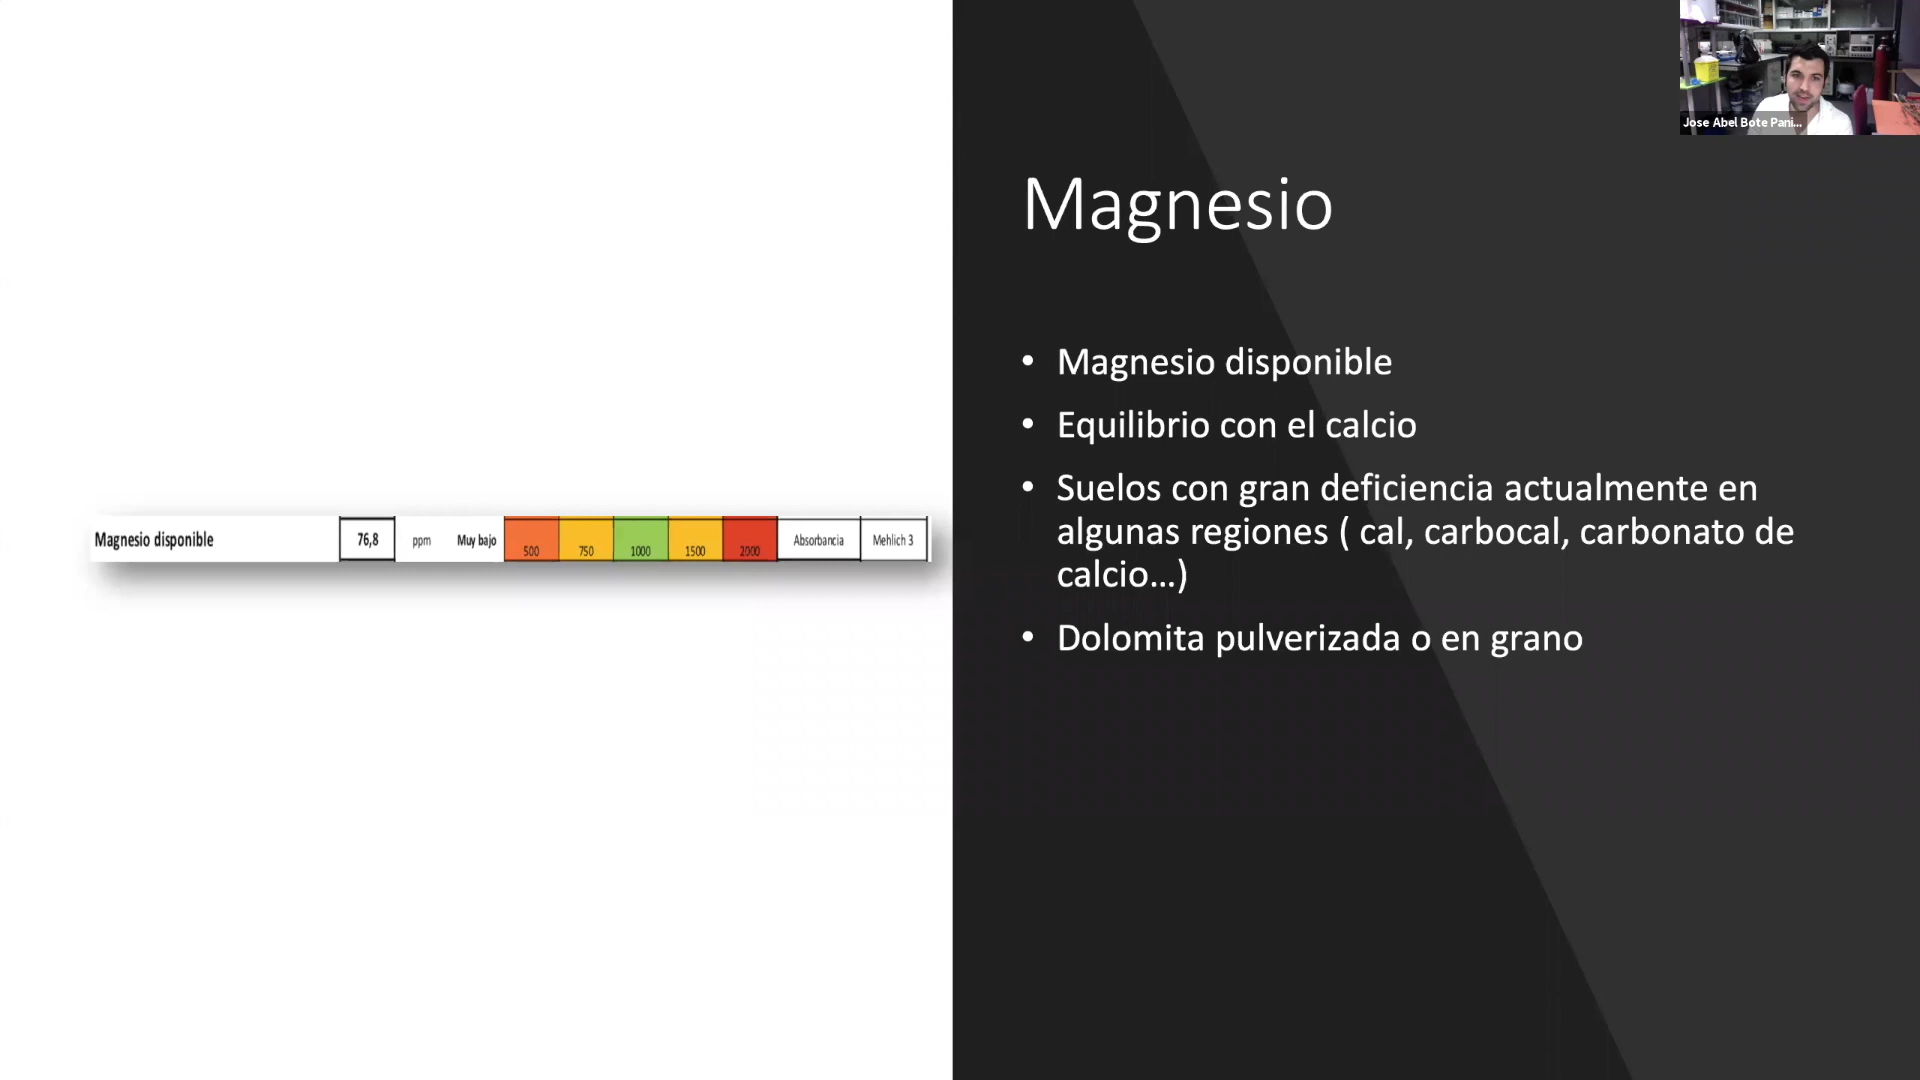 Jose Abel Bote Pani...
Magnesio
Magnesio disponible 76,8 ppm Muy bajo 500 750 1000 1500 2000 Absorbancia Mehlich 3
• Magnesio disponible
• Equilibrio con el calcio
• Suelos con gran deficiencia actualmente en
algunas regiones ( cal, carbocal, carbonato de
calcio...)
• Dolomita pulverizada o en grano